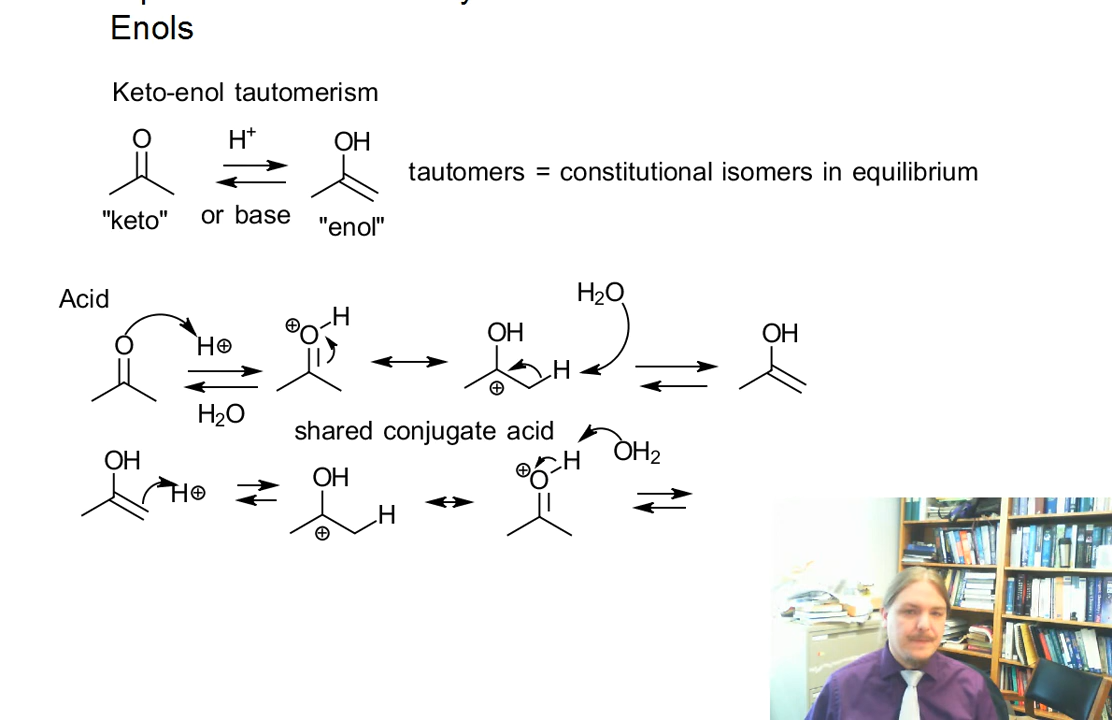 Enols
Keto-enol tautomerism
O
H⁺
OH
tautomers = constitutional isomers in equilibrium
"keto"
or base
"enol"
Acid
H₂O
⊕O-H
OH
OH
O
H⊕
H
⊕
H₂O
shared conjugate acid
OH
H⊕
OH
H
⊕
⊕O-H
OH₂